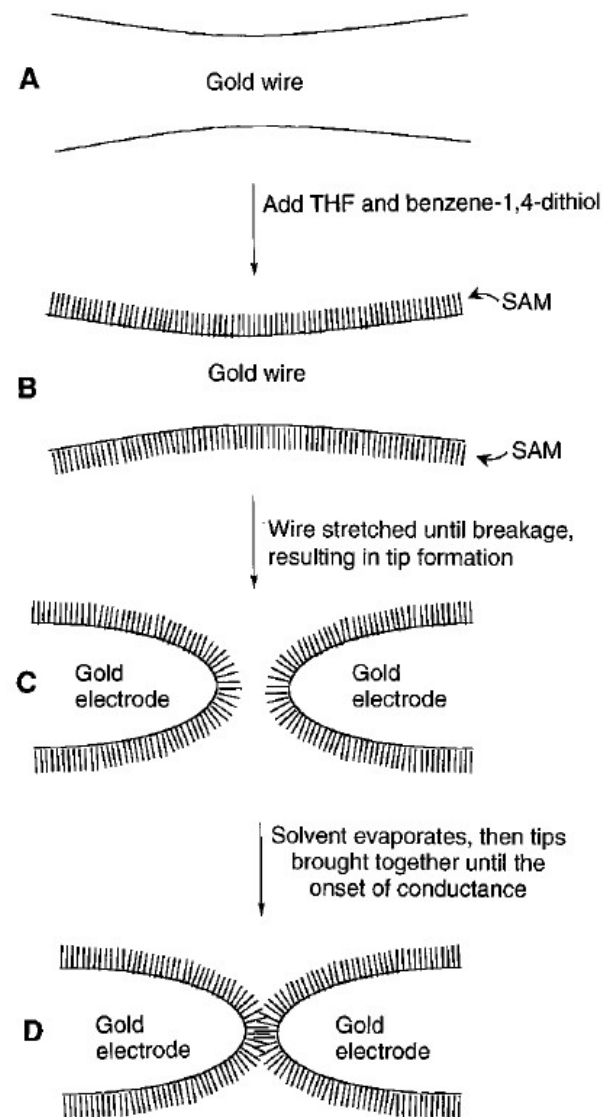 A
Gold wire
Add THF and benzene-1,4-dithiol
SAM
Gold wire
B
SAM
Wire stretched until breakage,
resulting in tip formation
C
Gold
electrode
Gold
electrode
Solvent evaporates, then tips
brought together until the
onset of conductance
D
Gold
electrode
Gold
electrode